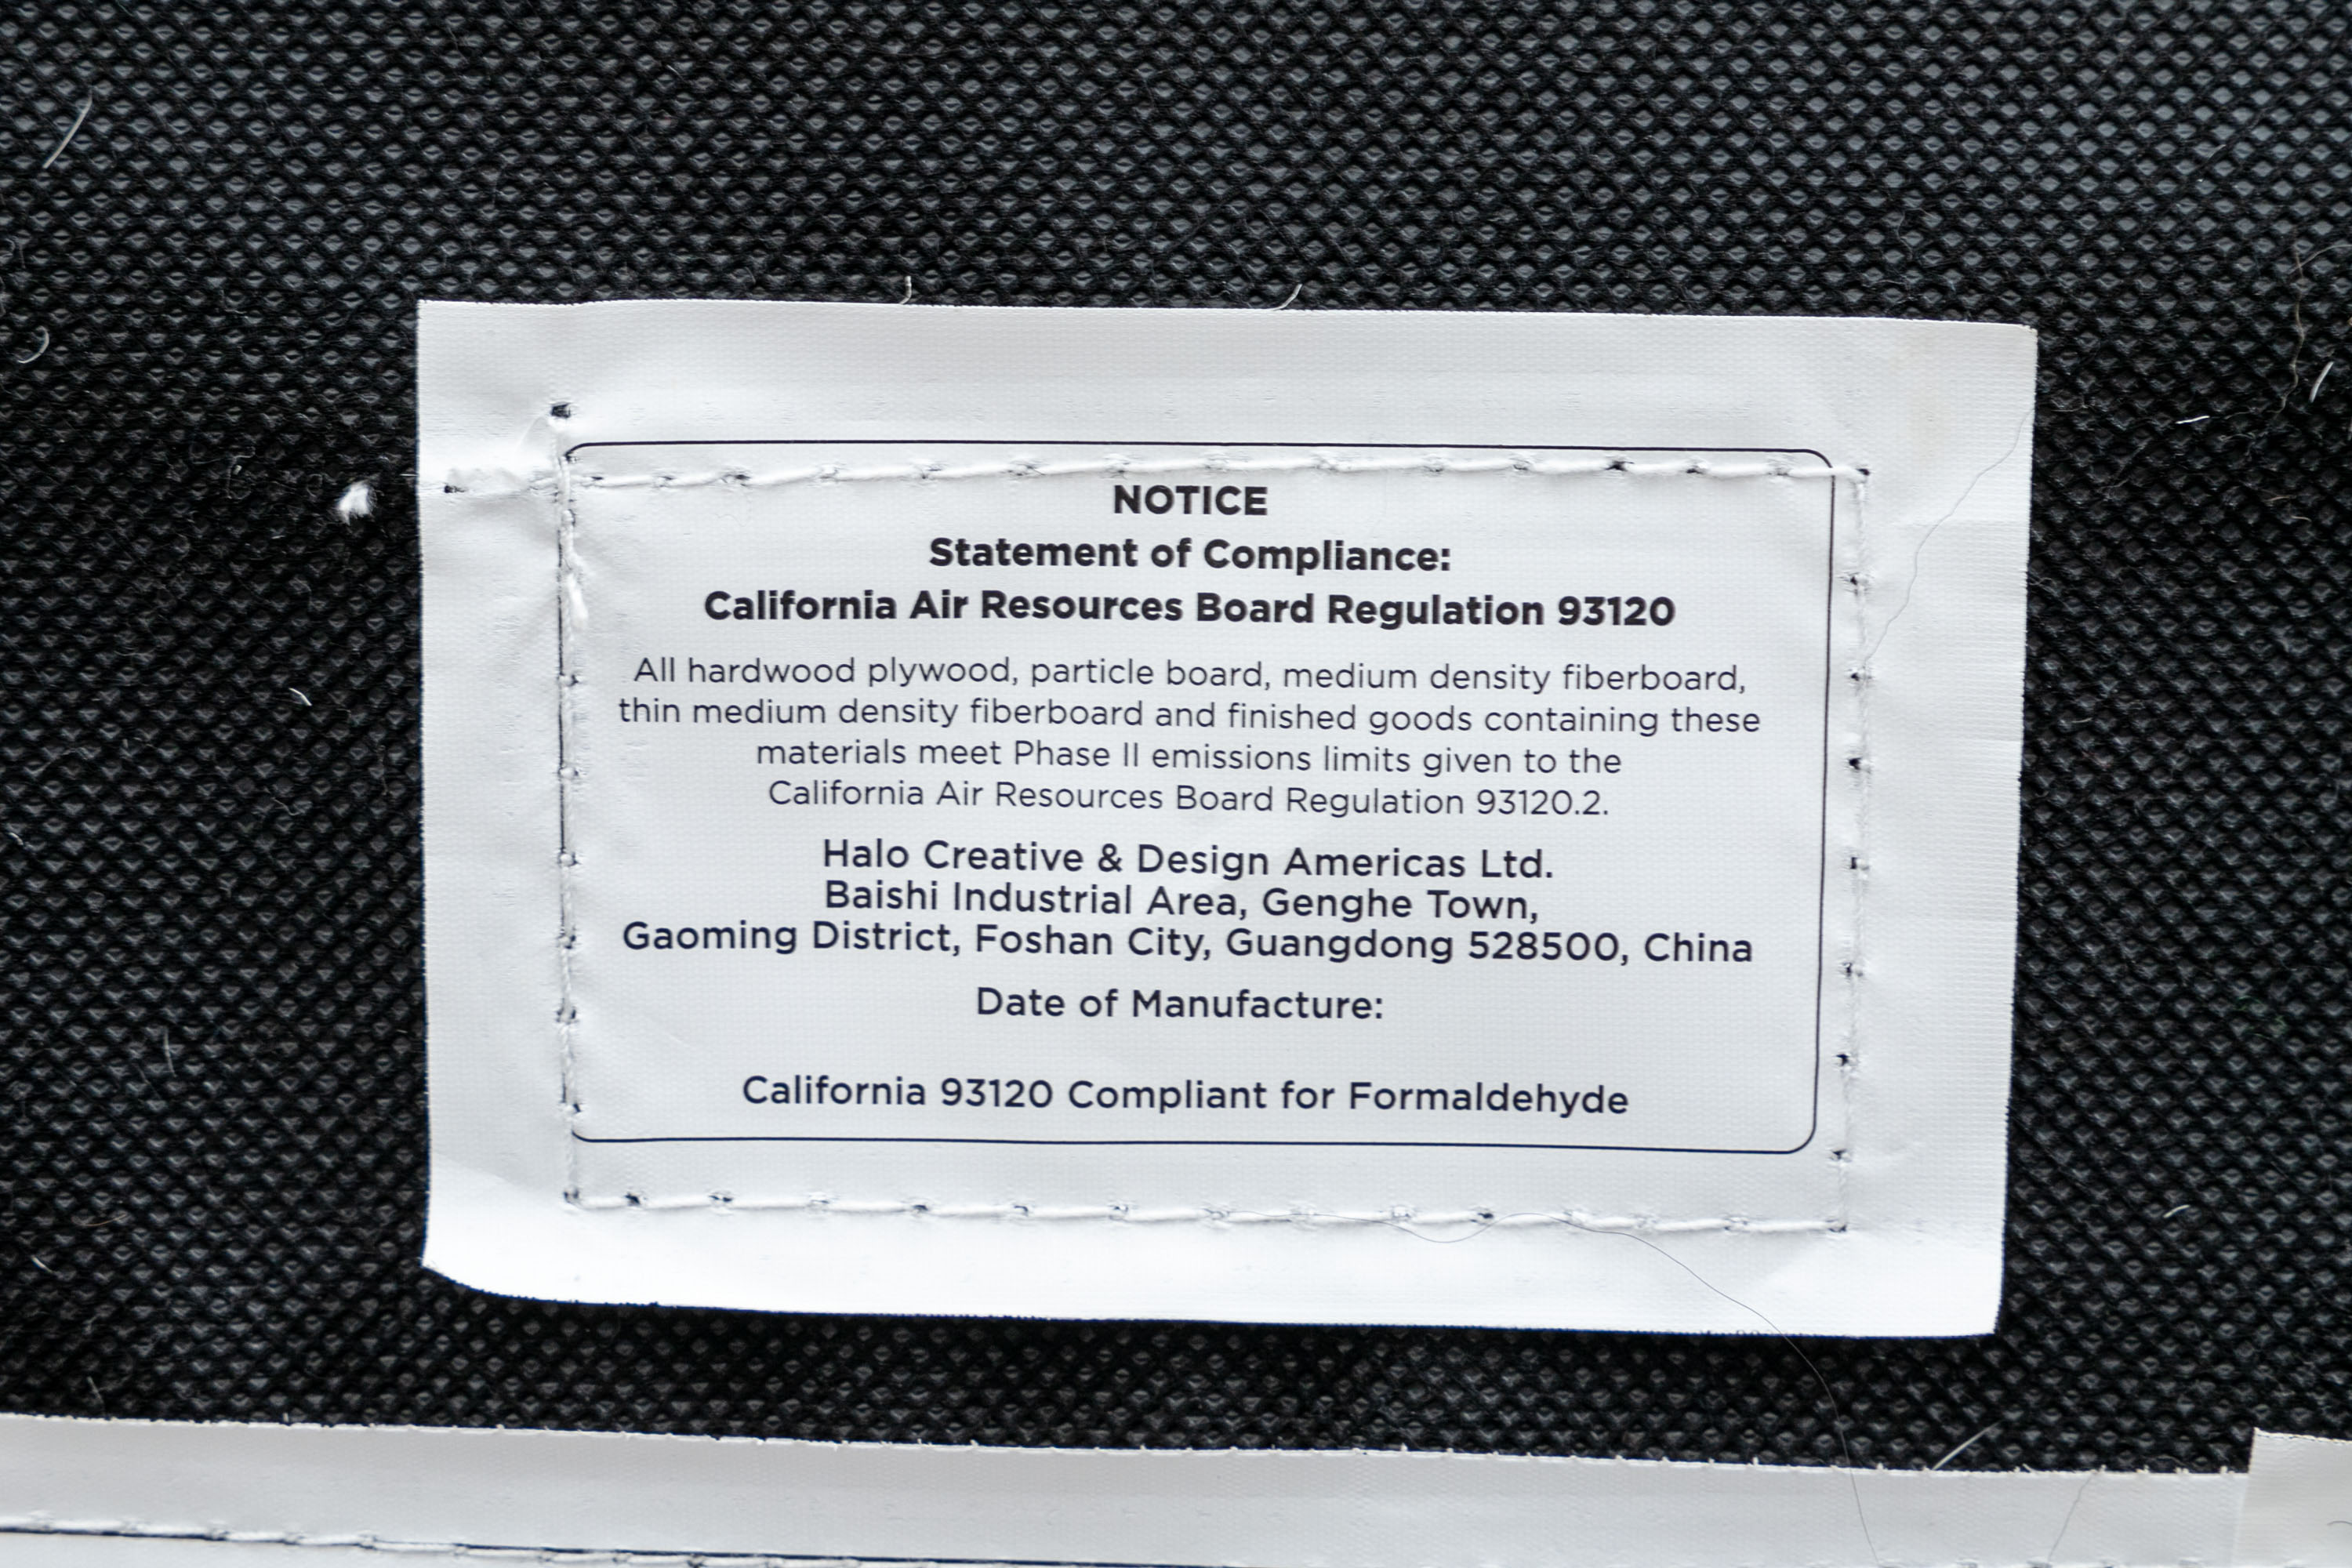 NOTICE
Statement of Compliance:
California Air Resources Board Regulation 93120
All hardwood plywood, particle board, medium density fiberboard,
thin medium density fiberboard and finished goods containing these
materials meet Phase II emissions limits given to the
California Air Resources Board Regulation 93120.2.
Halo Creative & Design Americas Ltd.
Baishi Industrial Area, Genghe Town,
Gaoming District, Foshan City, Guangdong 528500, China
Date of Manufacture:
California 93120 Compliant for Formaldehyde